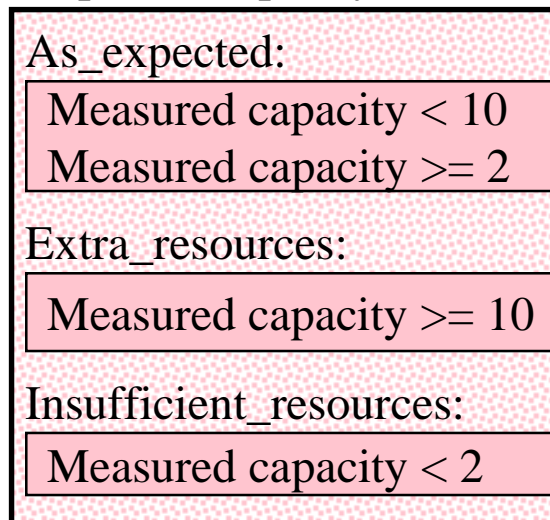 As_expected:
Measured capacity < 10
Measured capacity >= 2
Extra_resources:
Measured capacity >= 10
Insufficient_resources:
Measured capacity < 2